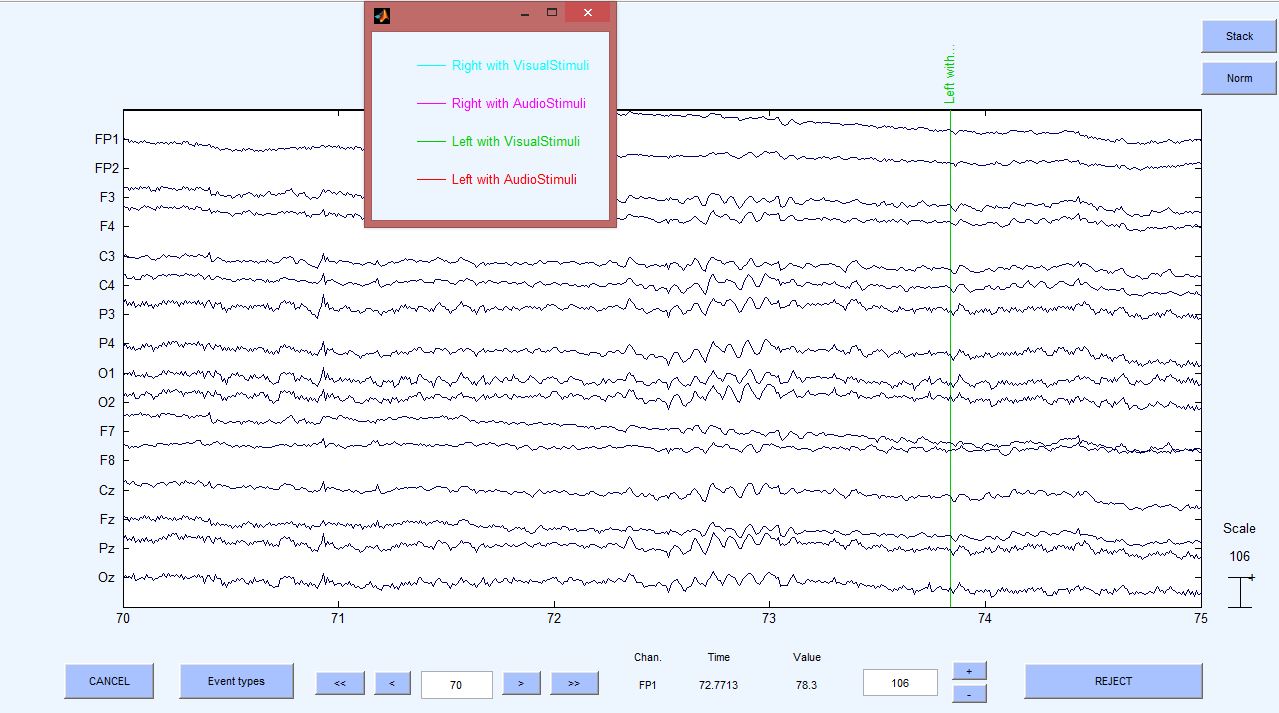 Right with VisualStimuli
Right with AudioStimuli
Left with VisualStimuli
Left with AudioStimuli
Left with...
Stack
Norm
FP1
FP2
F3
F4
C3
C4
P3
P4
O1
O2
F7
F8
Cz
Fz
Pz
Oz
70 71 72 73 74 75
Scale
106
+
CANCEL
Event types
<< < 70 > >>
Chan. Time Value
FP1 72.7713 78.3
106
+
-
REJECT